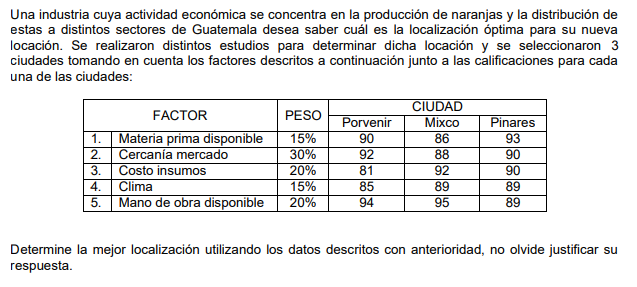 Una industria cuya actividad económica se concentra en la producción de naranjas y la distribución de
estas a distintos sectores de Guatemala desea saber cuál es la localización óptima para su nueva
locación. Se realizaron distintos estudios para determinar dicha locación y se seleccionaron 3
ciudades tomando en cuenta los factores descritos a continuación junto a las calificaciones para cada
una de las ciudades:
FACTOR PESO CIUDAD
Porvenir Mixco Pinares
1. Materia prima disponible 15% 90 86 93
2. Cercanía mercado 30% 92 88 90
3. Costo insumos 20% 81 92 90
4. Clima 15% 85 89 89
5. Mano de obra disponible 20% 94 95 89
Determine la mejor localización utilizando los datos descritos con anterioridad, no olvide justificar su
respuesta.